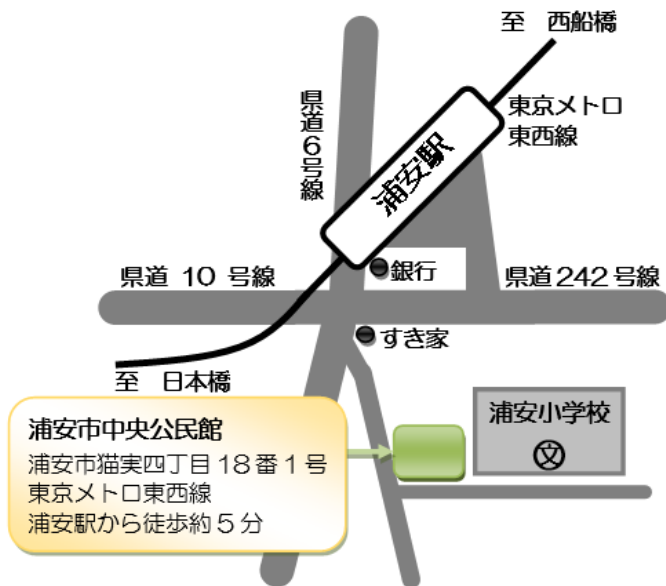 至 西船橋
東京メトロ
東西線
県道6号線
浦安駅
銀行
県道 10 号線
県道 242 号線
すき家
至 日本橋
浦安小学校
文
浦安市中央公民館
浦安市猫実四丁目 18 番 1 号
東京メトロ東西線
浦安駅から徒歩約 5 分